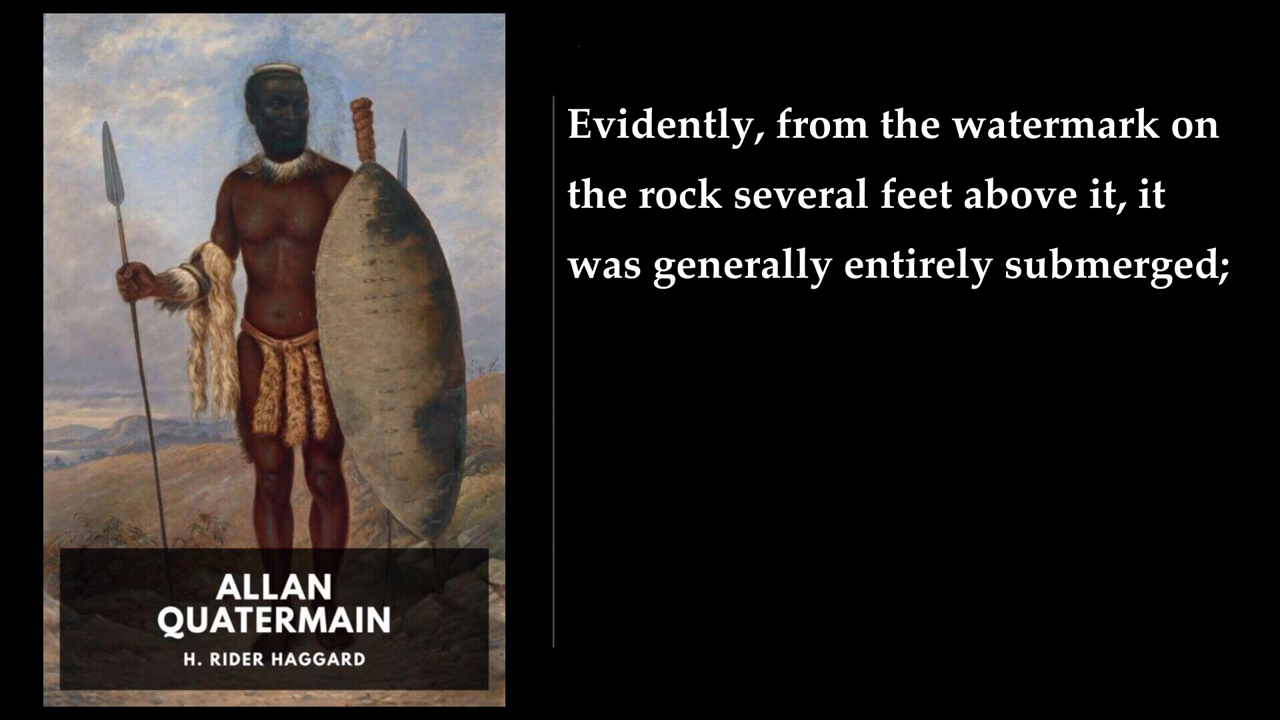 Evidently, from the watermark on
the rock several feet above it, it
was generally entirely submerged;
ALLAN
QUATERMAIN
H. RIDER HAGGARD